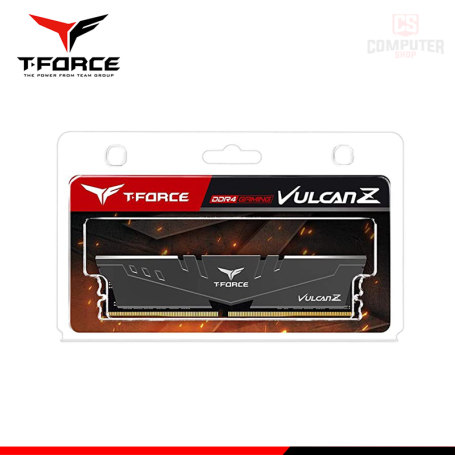 T-FORCE
THE POWER FROM TEAM GROUP
CS
COMPUTER
SHOP
T-FORCE
DDR4 GAMING
VULCAN Z
T-FORCE
VULCAN Z